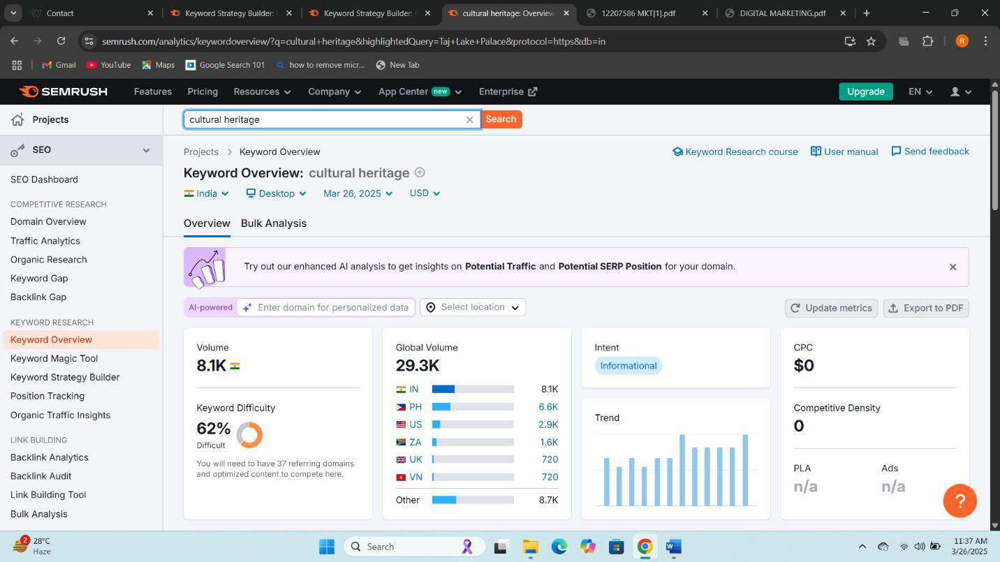 Contact
Keyword Strategy Builder:
Keyword Strategy Builder:
cultural heritage: Overview
12207586 MKT[1].pdf
DIGITAL MARKETING.pdf
semrush.com/analytics/keywordoverview/?q=cultural+heritage&highlightedQuery=Taj+Lake+Palace&protocol=https&db=in
R
Gmail
YouTube
Maps
Google Search 101
how to remove micr...
New Tab
SEMRUSH
Features
Pricing
Resources
Company
App Center new
Enterprise
Upgrade
EN
Projects
cultural heritage
Search
SEO
Projects > Keyword Overview
Keyword Research course
User manual
Send feedback
Keyword Overview: cultural heritage
India
Desktop
Mar 26, 2025
USD
SEO Dashboard
COMPETITIVE RESEARCH
Domain Overview
Traffic Analytics
Organic Research
Keyword Gap
Backlink Gap
KEYWORD RESEARCH
Keyword Overview
Keyword Magic Tool
Keyword Strategy Builder
Position Tracking
Organic Traffic Insights
LINK BUILDING
Backlink Analytics
Backlink Audit
Link Building Tool
Bulk Analysis
Overview
Bulk Analysis
Try out our enhanced AI analysis to get insights on Potential Traffic and Potential SERP Position for your domain.
AI-powered
Enter domain for personalized data
Select location
Update metrics
Export to PDF
Volume
8.1K
Keyword Difficulty
62%
Difficult
You will need to have 37 referring domains
and optimized content to compete here.
Global Volume
29.3K
IN 8.1K
PH 6.6K
US 2.9K
ZA 1.6K
UK 720
VN 720
Other 8.7K
Intent
Informational
Trend
CPC
$0
Competitive Density
0
PLA
n/a
Ads
n/a
?
2
28°C
Haze
Search
11:37 AM
3/26/2025